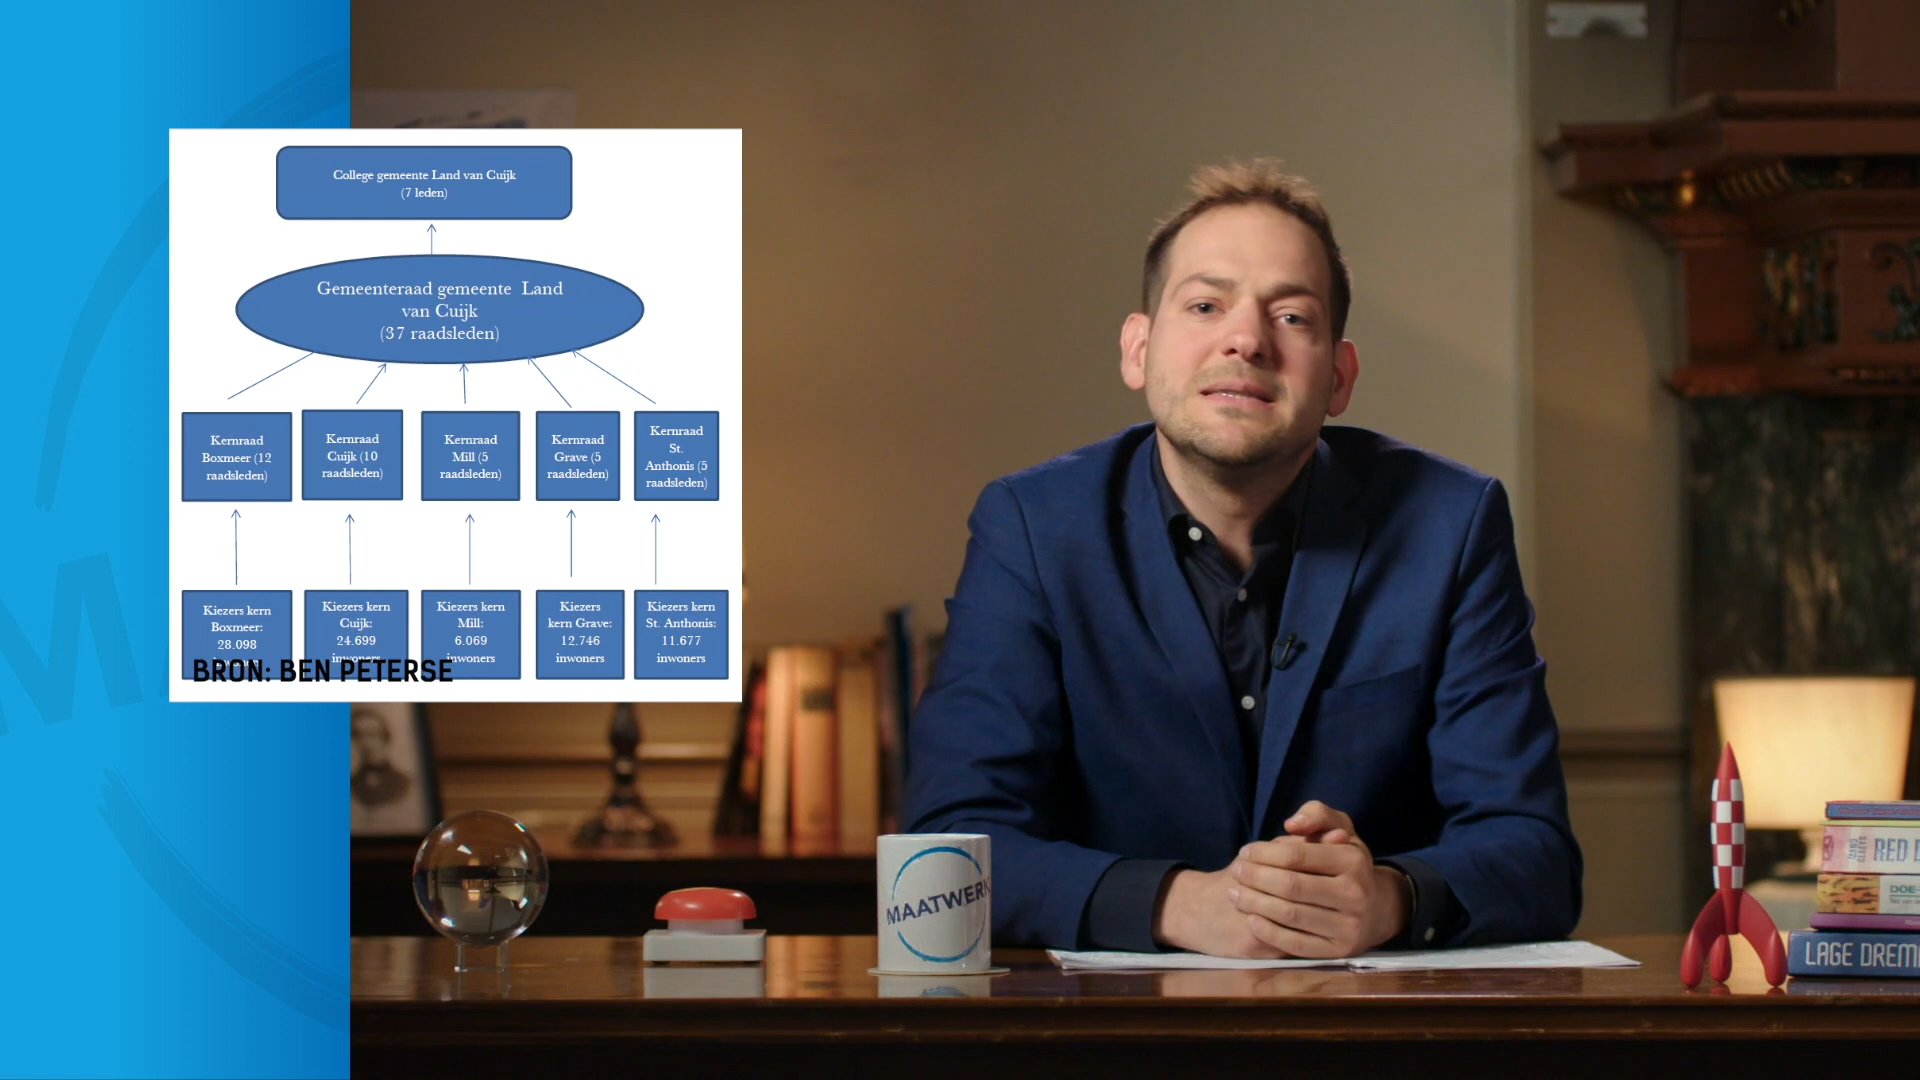 College gemeente Land van Cuijk
(7 leden)
Gemeenteraad gemeente Land
van Cuijk
(37 raadsleden)
Kernraad
Boxmeer (12
raadsleden)
Kernraad
Cuijk (10
raadsleden)
Kernraad
Mill (5
raadsleden)
Kernraad
Grave (5
raadsleden)
Kernraad
St.
Anthonis (5
raadsleden)
Kiezers kern
Boxmeer:
28.098
inwoners
Kiezers kern
Cuijk:
24.699
inwoners
Kiezers kern
Mill:
6.069
inwoners
Kiezers
kern Grave:
12.746
inwoners
Kiezers kern
St. Anthonis:
11.677
inwoners
BRON: BEN PETERSE
MAATWERK
RED
DOE-
LAGE DREM